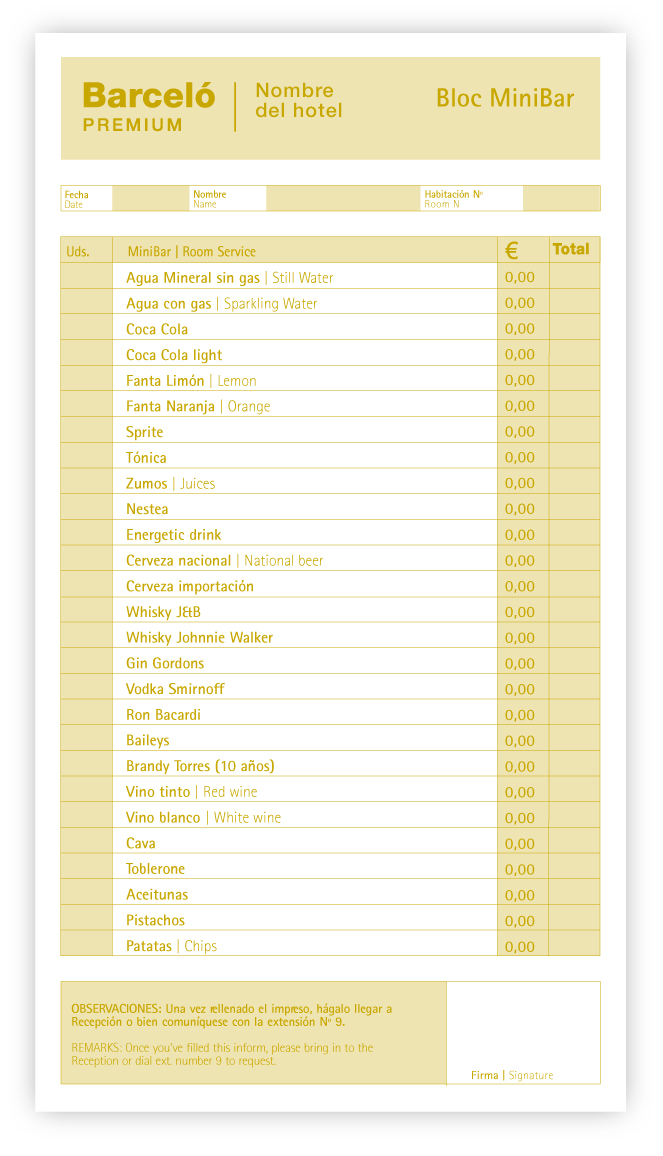 Barceló
PREMIUM
Nombre
del hotel
Bloc MiniBar
Fecha
Date
Nombre
Name
Habitación Nº
Room N
Uds. MiniBar | Room Service € Total
Agua Mineral sin gas | Still Water 0,00
Agua con gas | Sparkling Water 0,00
Coca Cola 0,00
Coca Cola light 0,00
Fanta Limón | Lemon 0,00
Fanta Naranja | Orange 0,00
Sprite 0,00
Tónica 0,00
Zumos | Juices 0,00
Nestea 0,00
Energetic drink 0,00
Cerveza nacional | National beer 0,00
Cerveza importación 0,00
Whisky J&B 0,00
Whisky Johnnie Walker 0,00
Gin Gordons 0,00
Vodka Smirnoff 0,00
Ron Bacardi 0,00
Baileys 0,00
Brandy Torres (10 años) 0,00
Vino tinto | Red wine 0,00
Vino blanco | White wine 0,00
Cava 0,00
Toblerone 0,00
Aceitunas 0,00
Pistachos 0,00
Patatas | Chips 0,00
OBSERVACIONES: Una vez rellenado el impreso, hágalo llegar a
Recepción o bien comuníquese con la extensión Nº 9.
REMARKS: Once you've filled this inform, please bring in to the
Reception or dial ext. number 9 to request.
Firma | Signature